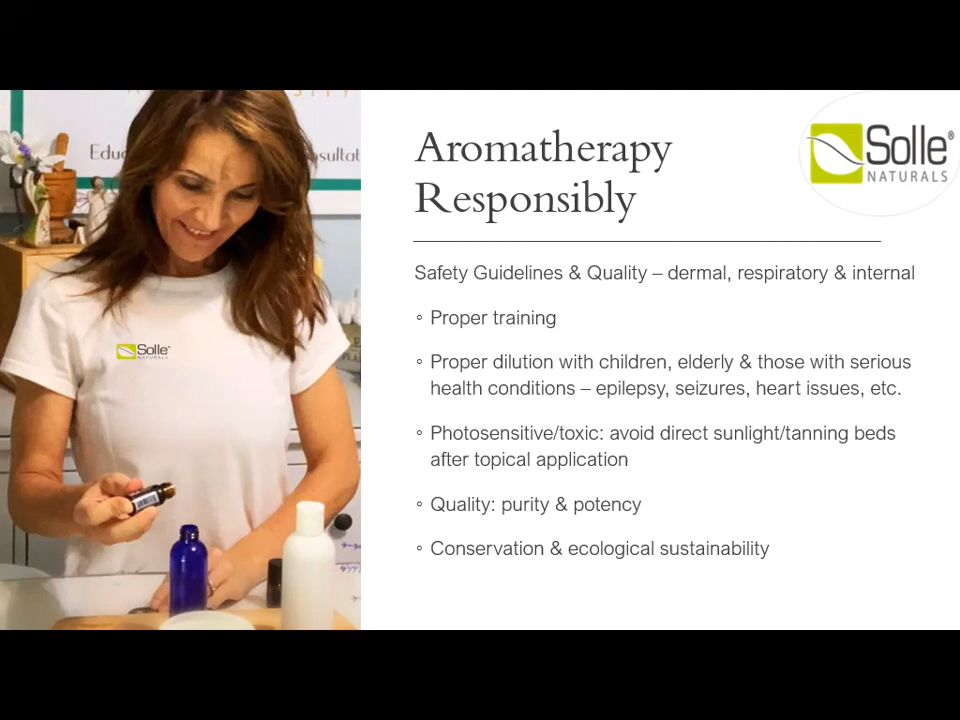 Aromatherapy
Responsibly
Solle®
NATURALS
Safety Guidelines & Quality – dermal, respiratory & internal
◦ Proper training
◦ Proper dilution with children, elderly & those with serious
health conditions – epilepsy, seizures, heart issues, etc.
◦ Photosensitive/toxic: avoid direct sunlight/tanning beds
after topical application
◦ Quality: purity & potency
◦ Conservation & ecological sustainability
Solle
NATURALS